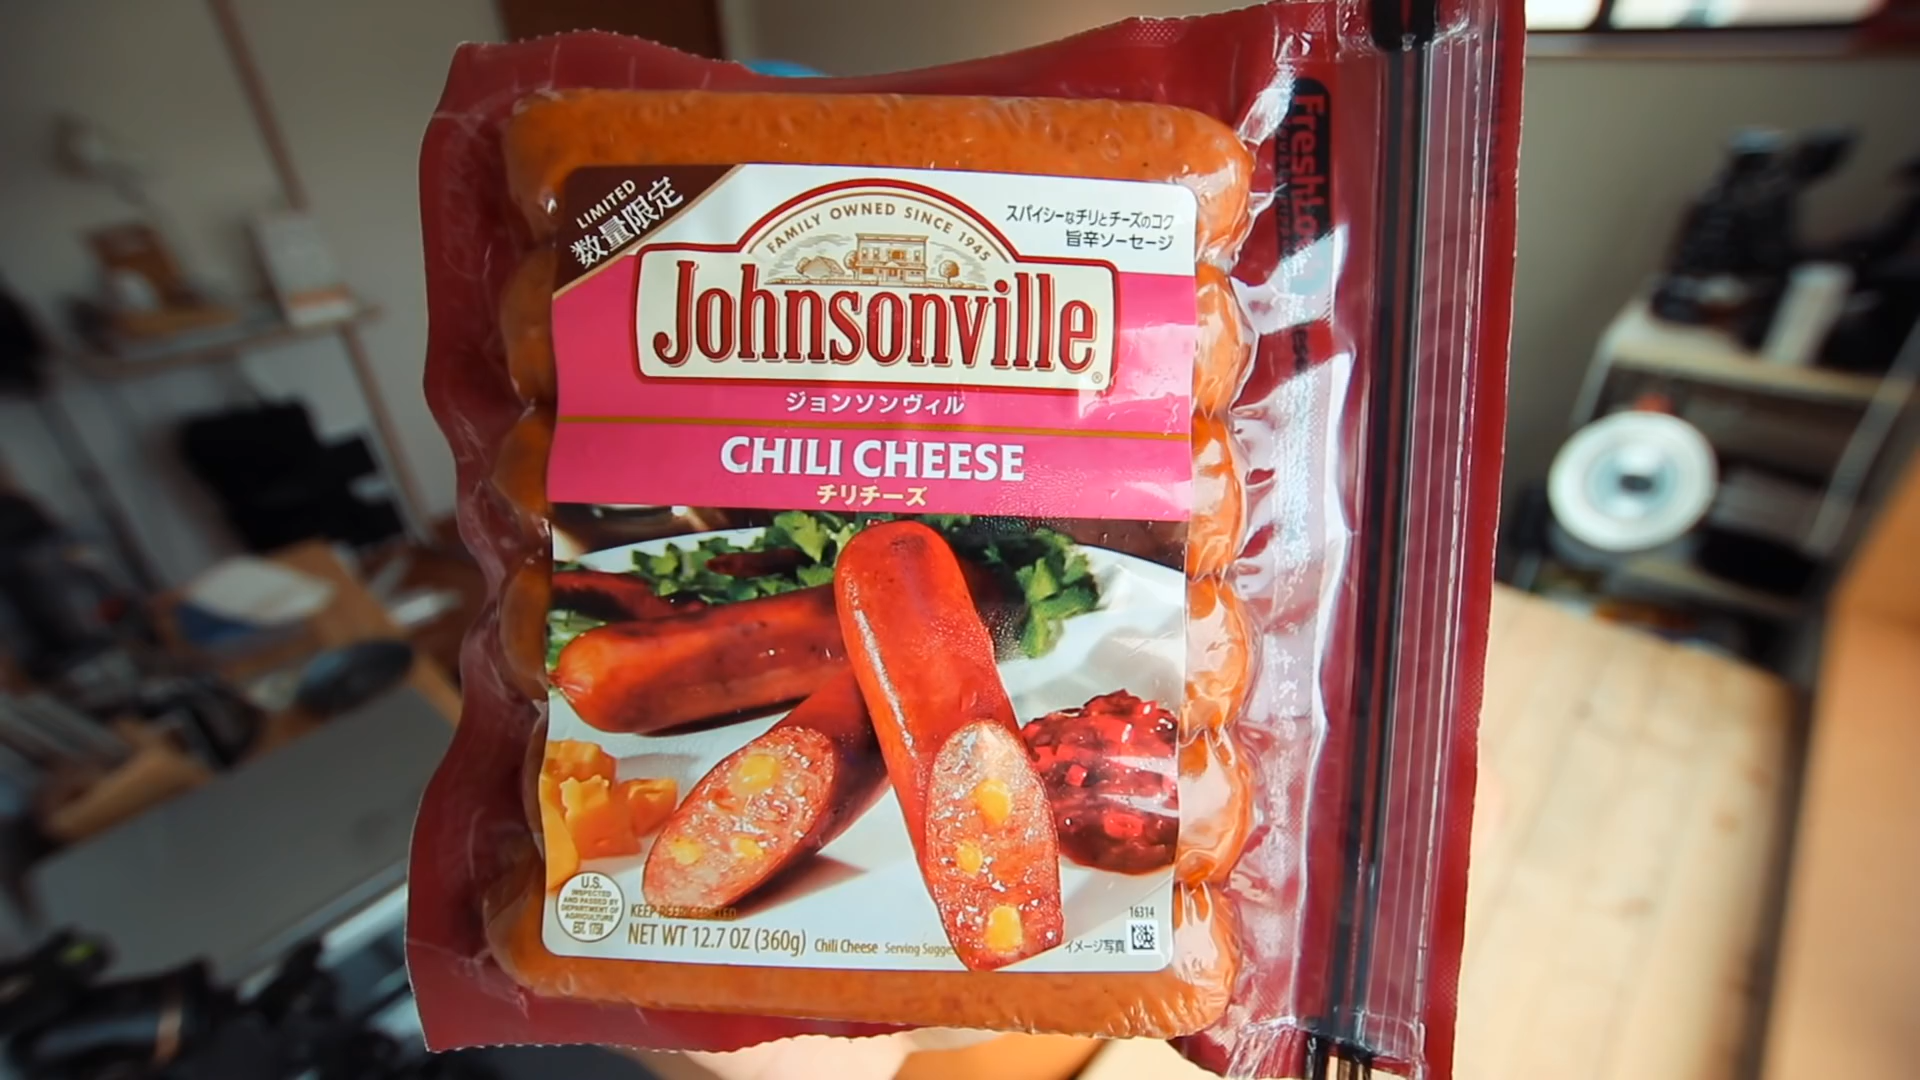 LIMITED
数量限定
FAMILY OWNED SINCE 1945
スパイシーなチリとチーズのコク
旨辛ソーセージ
Johnsonville®
ジョンソンヴィル
CHILI CHEESE
チリチーズ
U.S.
INSPECTED
AND PASSED BY
DEPARTMENT OF
AGRICULTURE
EST. 1758
KEEP REFRIGERATED
NET WT 12.7 OZ (360g)
Chili Cheese Serving
16314
イメージ写真